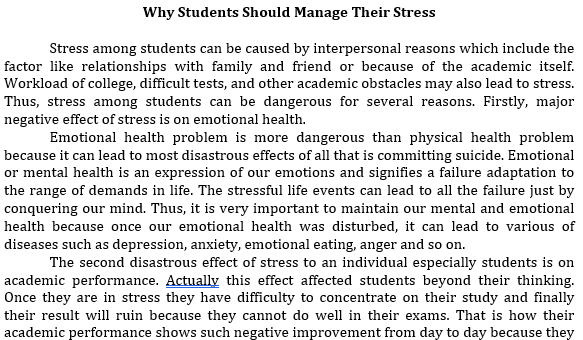 Why Students Should Manage Their Stress
Stress among students can be caused by interpersonal reasons which include the
factor like relationships with family and friend or because of the academic itself.
Workload of college, difficult tests, and other academic obstacles may also lead to stress.
Thus, stress among students can be dangerous for several reasons. Firstly, major
negative effect of stress is on emotional health.
Emotional health problem is more dangerous than physical health problem
because it can lead to most disastrous effects of all that is committing suicide. Emotional
or mental health is an expression of our emotions and signifies a failure adaptation to
the range of demands in life. The stressful life events can lead to all the failure just by
conquering our mind. Thus, it is very important to maintain our mental and emotional
health because once our emotional health was disturbed, it can lead to various of
diseases such as depression, anxiety, emotional eating, anger and so on.
The second disastrous effect of stress to an individual especially students is on
academic performance. Actually this effect affected students beyond their thinking.
Once they are in stress they have difficulty to concentrate on their study and finally
their result will ruin because they cannot do well in their exams. That is how their
academic performance shows such negative improvement from day to day because they